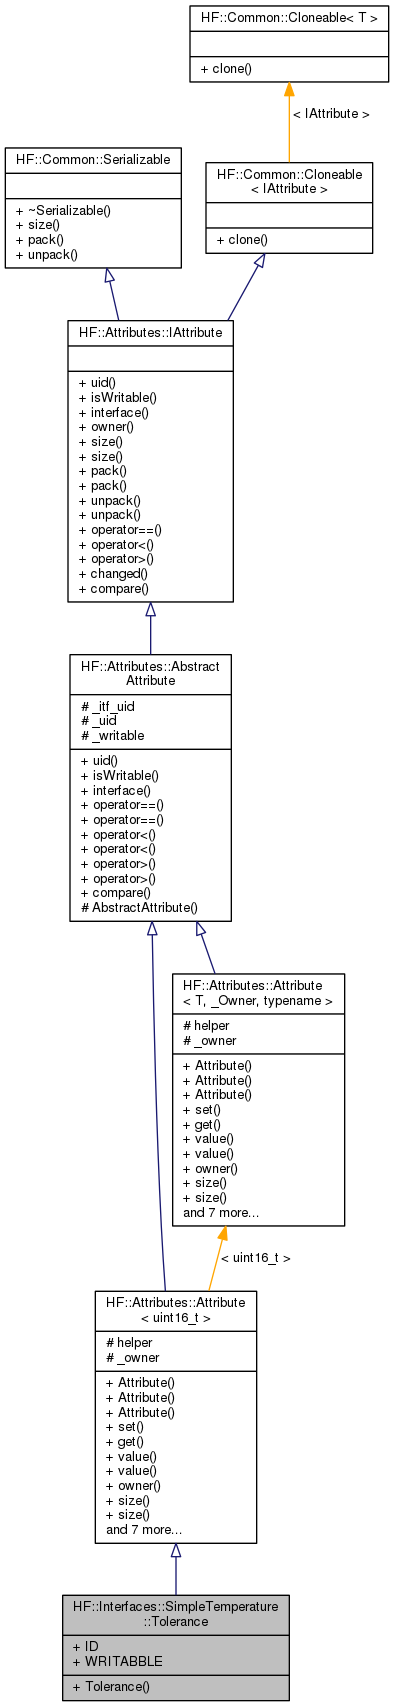 HF::Common::Cloneable< T >
+ clone()
< IAttribute >
HF::Common::Serializable
+ ~Serializable()
+ size()
+ pack()
+ unpack()
HF::Common::Cloneable
< IAttribute >
+ clone()
HF::Attributes::IAttribute
+ uid()
+ isWritable()
+ interface()
+ owner()
+ size()
+ size()
+ pack()
+ pack()
+ unpack()
+ unpack()
+ operator==()
+ operator<()
+ operator>()
+ changed()
+ compare()
HF::Attributes::Abstract
Attribute
# _itf_uid
# _uid
# _writable
+ uid()
+ isWritable()
+ interface()
+ operator==()
+ operator==()
+ operator<()
+ operator<()
+ operator>()
+ operator>()
+ compare()
# AbstractAttribute()
HF::Attributes::Attribute
< T, _Owner, typename >
# helper
# _owner
+ Attribute()
+ Attribute()
+ Attribute()
+ set()
+ get()
+ value()
+ value()
+ owner()
+ size()
+ size()
and 7 more...
< uint16_t >
HF::Attributes::Attribute
< uint16_t >
# helper
# _owner
+ Attribute()
+ Attribute()
+ Attribute()
+ set()
+ get()
+ value()
+ value()
+ owner()
+ size()
+ size()
and 7 more...
HF::Interfaces::SimpleTemperature
::Tolerance
+ ID
+ WRITABBLE
+ Tolerance()